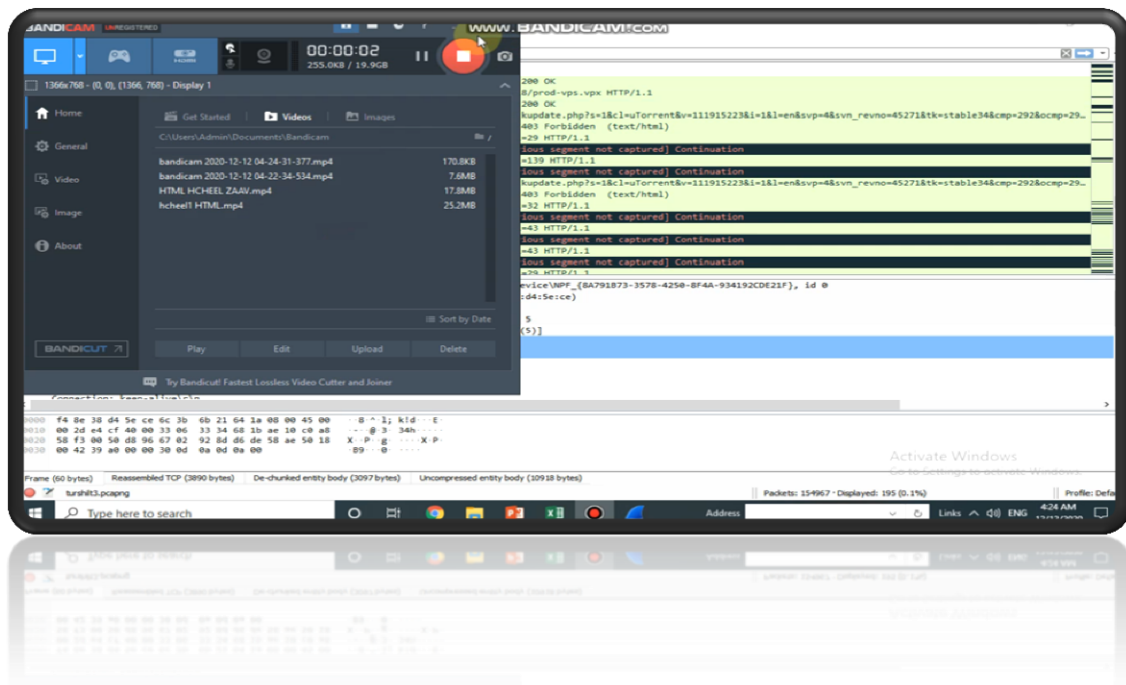 BANDICAM UNREGISTERED
WWW.BANDICAM.COM
00:00:02
255.0KB / 19.9GB
1366x768 - (0, 0), (1366, 768) - Display 1
Home
General
Video
Image
About
BANDICUT
Get Started
Videos
Images
C:\Users\Admin\Documents\Bandicam
bandicam 2020-12-12 04-24-31-377.mp4 170.8KB
bandicam 2020-12-12 04-22-34-534.mp4 7.6MB
HTML HCHEEL ZAAV.mp4 17.8MB
hcheel1 HTML.mp4 25.2MB
Sort by Date
Play Edit Upload Delete
Try Bandicut! Fastest Lossless Video Cutter and Joiner
200 OK
8/prod-vps.vpx HTTP/1.1
200 OK
kupdate.php?s=1&cl=uTorrent&v=111915223&i=1&l=en&svp=4&svn_revno=45271&tk=stable34&cmp=292&ocmp=29…
403 Forbidden (text/html)
=29 HTTP/1.1
ious segment not captured] Continuation
=139 HTTP/1.1
ious segment not captured] Continuation
kupdate.php?s=1&cl=uTorrent&v=111915223&i=1&l=en&svp=4&svn_revno=45271&tk=stable34&cmp=292&ocmp=29…
403 Forbidden (text/html)
=32 HTTP/1.1
ious segment not captured] Continuation
=43 HTTP/1.1
ious segment not captured] Continuation
=43 HTTP/1.1
ious segment not captured] Continuation
=29 HTTP/1.1
evice\NPF_{8A791873-3578-4250-8F4A-934192CDE21F}, id 0
:d4:5e:ce)
5
(5)]
Connection: keep-alive\r\n
0000 f4 8e 38 d4 5e ce 6c 3b 6b 21 64 1a 08 00 45 00 ··8·^·l; k!d···E·
0010 00 2d e4 cf 40 00 33 06 33 34 68 1b ae 10 c0 a8 ·-··@·3· 34h·····
0020 58 f3 00 50 d8 96 67 02 92 8d d6 de 58 ae 50 18 X··P··g· ····X·P·
0030 00 42 39 a0 00 00 30 0d 0a 0d 0a 00 ·B9···0· ····
Activate Windows
Go to Settings to activate Windows.
Frame (60 bytes) Reassembled TCP (3890 bytes) De-chunked entity body (3097 bytes) Uncompressed entity body (10918 bytes)
turshilt3.pcapng Packets: 154967 · Displayed: 195 (0.1%) Profile: Defa
Type here to search Address Links ENG 4:24 AM
12/12/2020